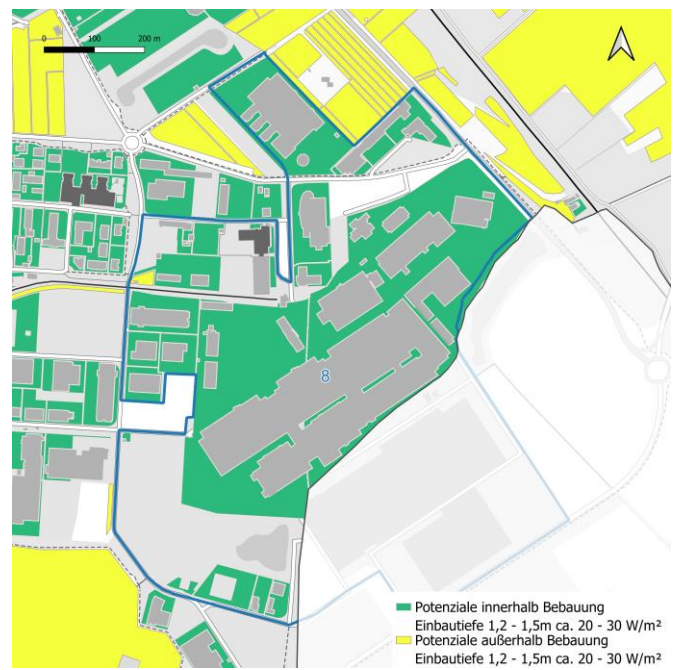 0 100 200 m
8
Potenziale innerhalb Bebauung
Einbautiefe 1,2 - 1,5m ca. 20 - 30 W/m²
Potenziale außerhalb Bebauung
Einbautiefe 1,2 - 1,5m ca. 20 - 30 W/m²